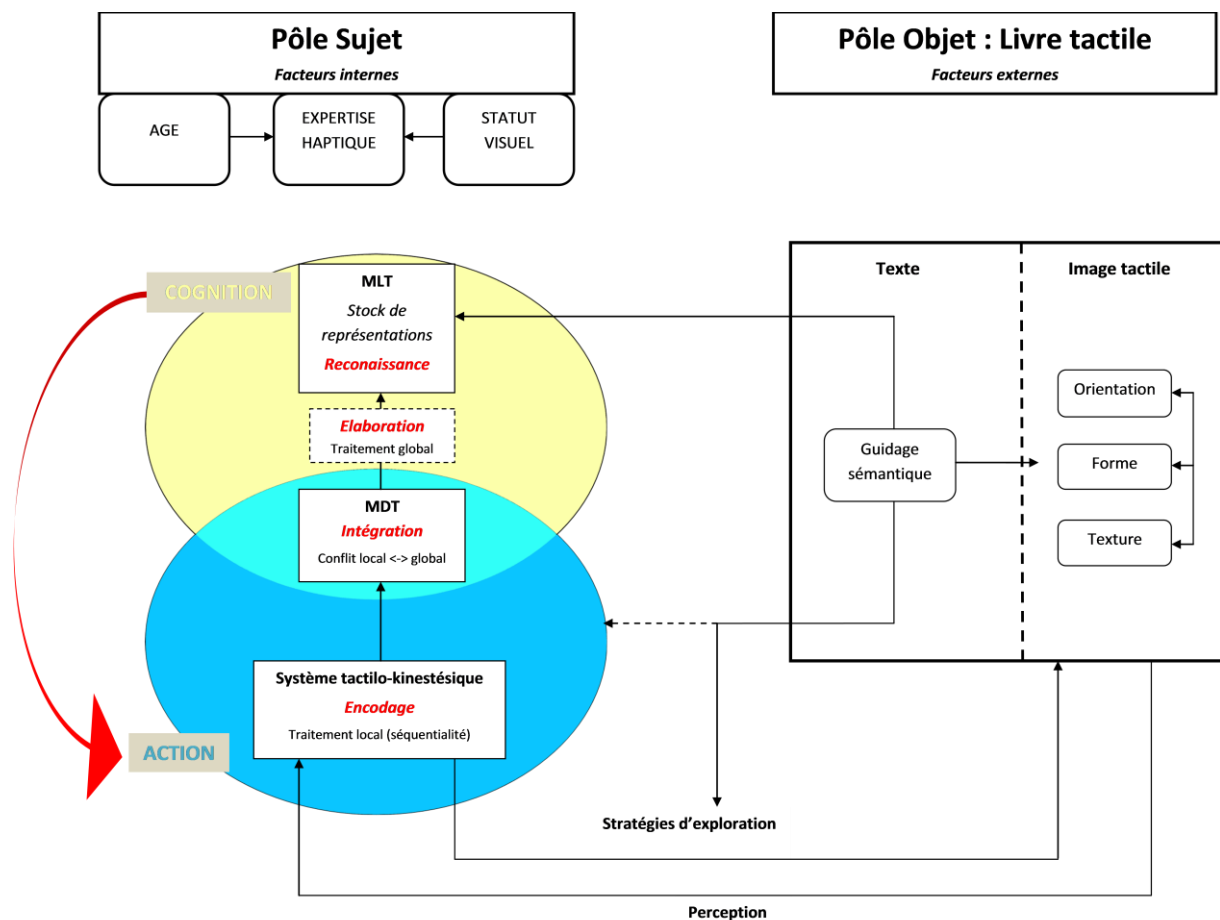 Pôle Sujet
Facteurs internes
Pôle Objet : Livre tactile
Facteurs externes
AGE
EXPERTISE
HAPTIQUE
STATUT
VISUEL
COGNITION
MLT
Stock de
représentations
Reconaissance
Elaboration
Traitement global
MDT
Intégration
Conflit local <-> global
Système tactilo-kinestésique
Encodage
Traitement local (séquentialité)
ACTION
Texte
Image tactile
Guidage
sémantique
Orientation
Forme
Texture
Stratégies d’exploration
Perception